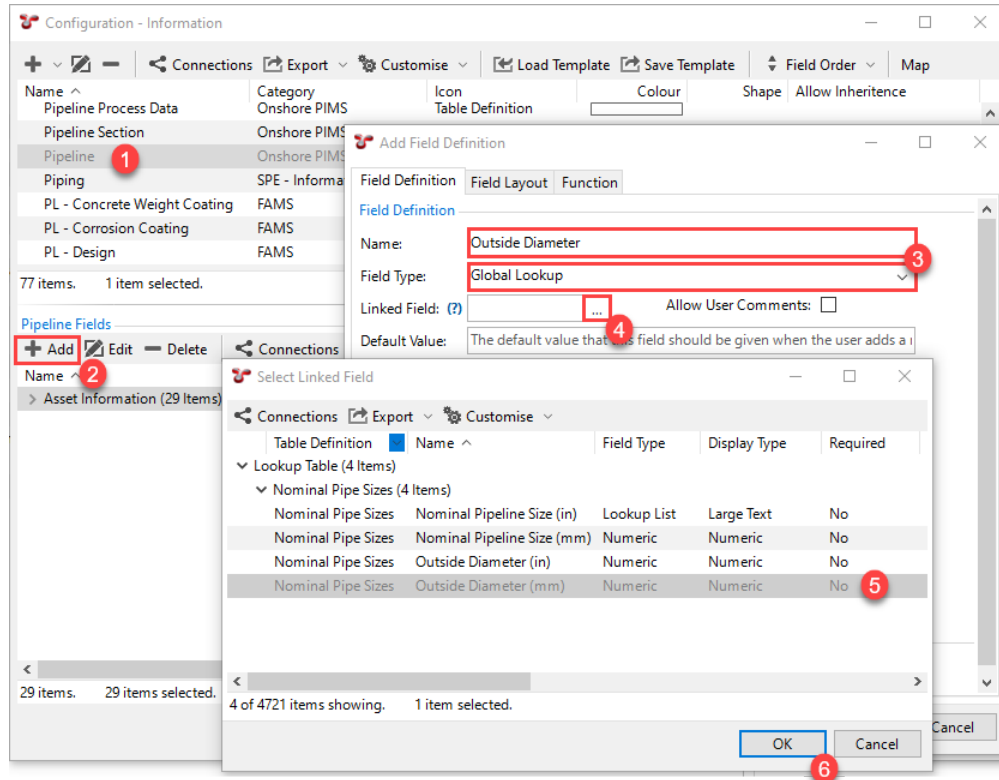 Configuration - Information
Connections Export Customise Load Template Save Template Field Order Map
Name Category Icon Colour Shape Allow Inheritence
Pipeline Process Data Onshore PIMS Table Definition
Pipeline Section Onshore PIMS
Pipeline Onshore PIMS
1
Piping SPE - Informa
PL - Concrete Weight Coating FAMS
PL - Corrosion Coating FAMS
PL - Design FAMS
77 items. 1 item selected.
Add Field Definition
Field Definition Field Layout Function
Field Definition
Name: Outside Diameter
3
Field Type: Global Lookup
Linked Field: (?) ... Allow User Comments:
4
Default Value: The default value that this field should be given when the user adds a
Pipeline Fields
Add Edit Delete Connections
2
Name
Asset Information (29 Items)
29 items. 29 items selected.
Select Linked Field
Connections Export Customise
Table Definition Name Field Type Display Type Required
Lookup Table (4 Items)
Nominal Pipe Sizes (4 Items)
Nominal Pipe Sizes Nominal Pipeline Size (in) Lookup List Large Text No
Nominal Pipe Sizes Nominal Pipeline Size (mm) Numeric Numeric No
Nominal Pipe Sizes Outside Diameter (in) Numeric Numeric No
Nominal Pipe Sizes Outside Diameter (mm) Numeric Numeric No
5
4 of 4721 items showing. 1 item selected.
OK Cancel
6
Cancel